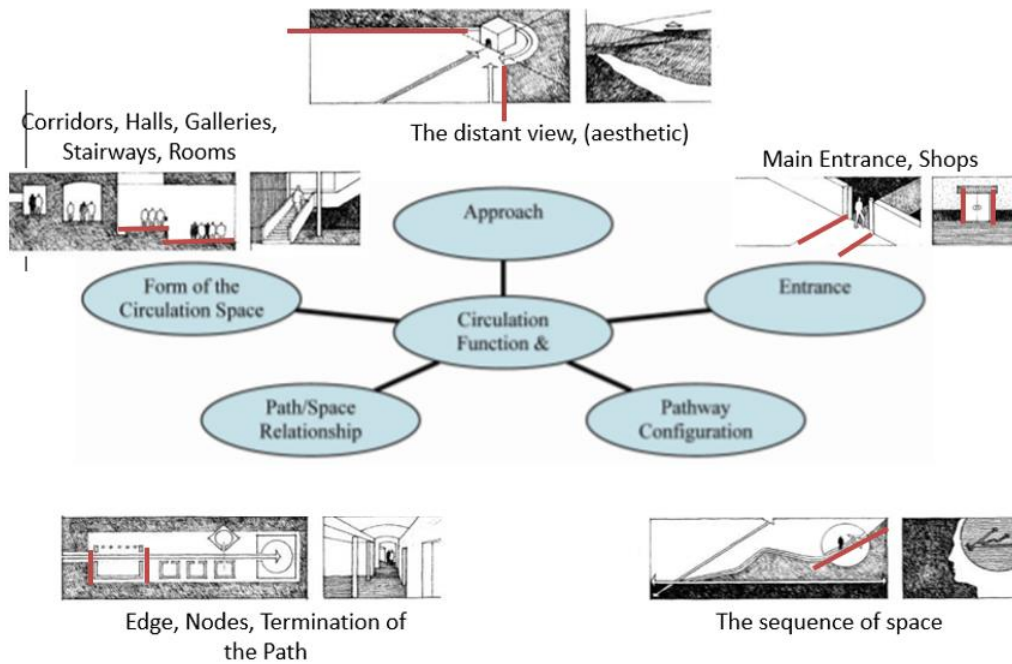 The distant view, (aesthetic)
Corridors, Halls, Galleries,
Stairways, Rooms
Main Entrance, Shops
Approach
Form of the
Circulation Space
Entrance
Circulation
Function &
Path/Space
Relationship
Pathway
Configuration
Edge, Nodes, Termination of
the Path
The sequence of space